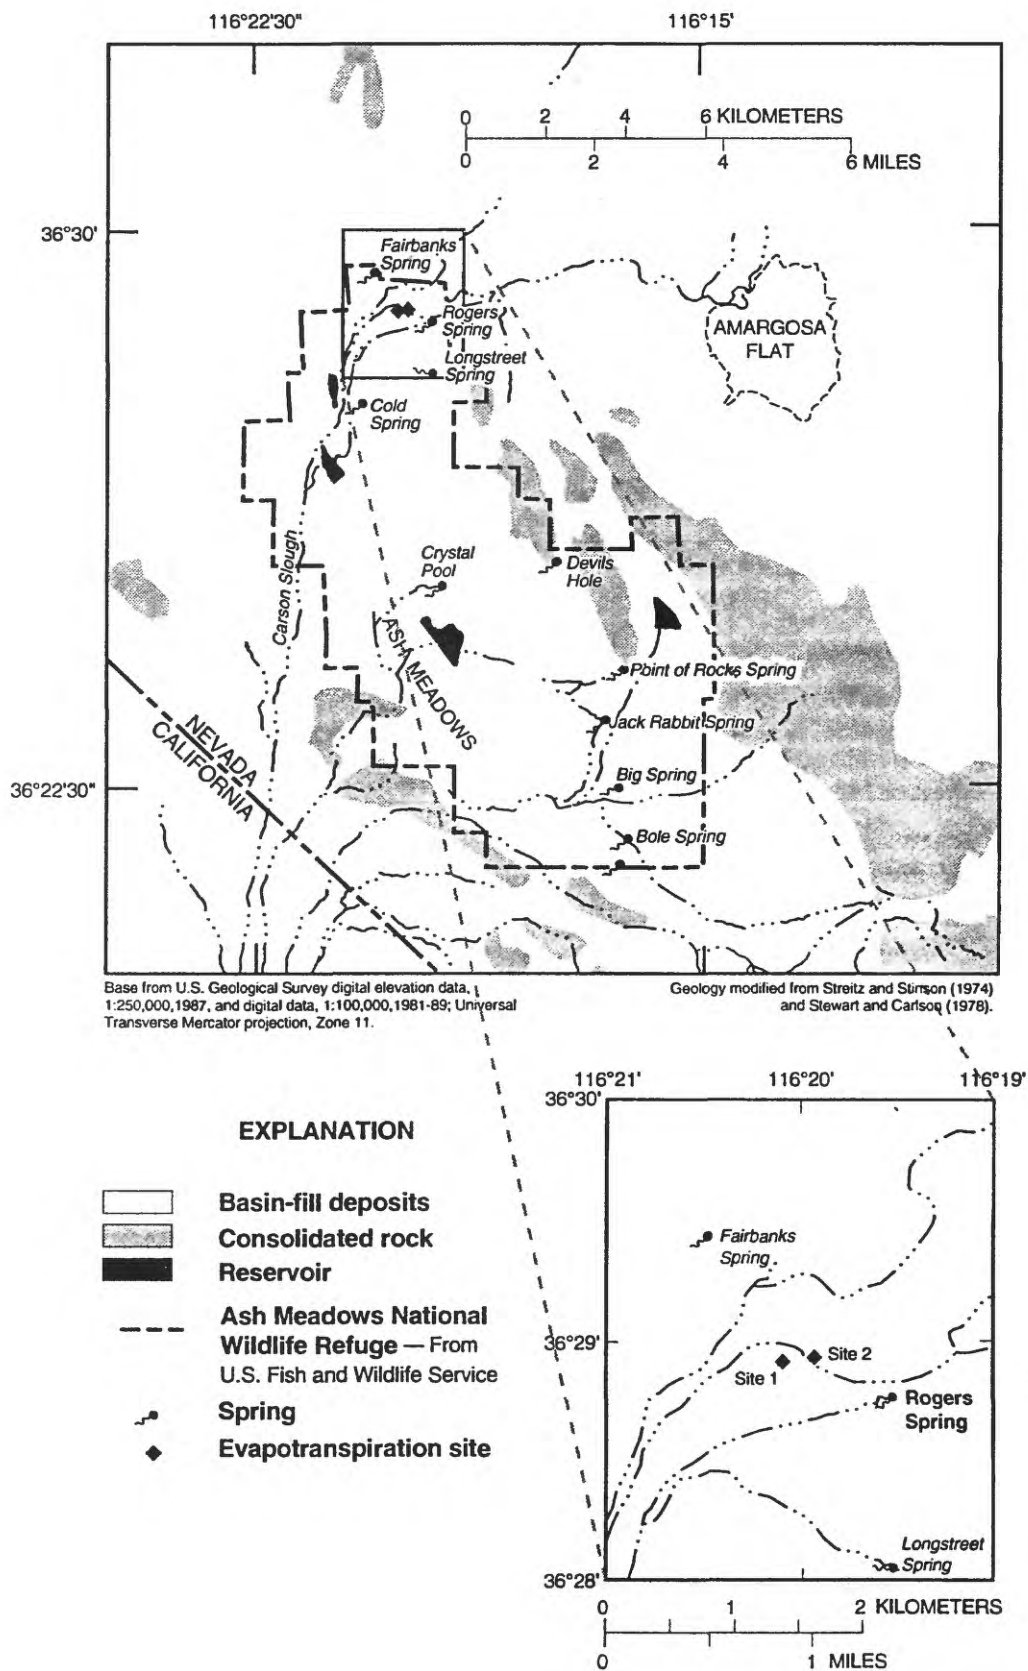 116°22'30"
116°15'
0 2 4 6 KILOMETERS
0 2 4 6 MILES
36°30'
Fairbanks
Spring
Rogers
Spring
Longstreet
Spring
Cold
Spring
AMARGOSA
FLAT
Carson Slough
Crystal
Pool
Devils
Hole
ASH MEADOWS
Point of Rocks Spring
Jack Rabbit Spring
NEVADA
CALIFORNIA
36°22'30"
Big Spring
Bole Spring
Base from U.S. Geological Survey digital elevation data,
1:250,000,1987, and digital data, 1:100,000,1981-89; Universal
Transverse Mercator projection, Zone 11.
Geology modified from Streitz and Stinson (1974)
and Stewart and Carlson (1978).
EXPLANATION
Basin-fill deposits
Consolidated rock
Reservoir
Ash Meadows National
Wildlife Refuge — From
U.S. Fish and Wildlife Service
Spring
Evapotranspiration site
116°21' 116°20' 116°19'
36°30'
Fairbanks
Spring
36°29'
Site 1
Site 2
Rogers
Spring
Longstreet
Spring
36°28'
0 1 2 KILOMETERS
0 1 MILES